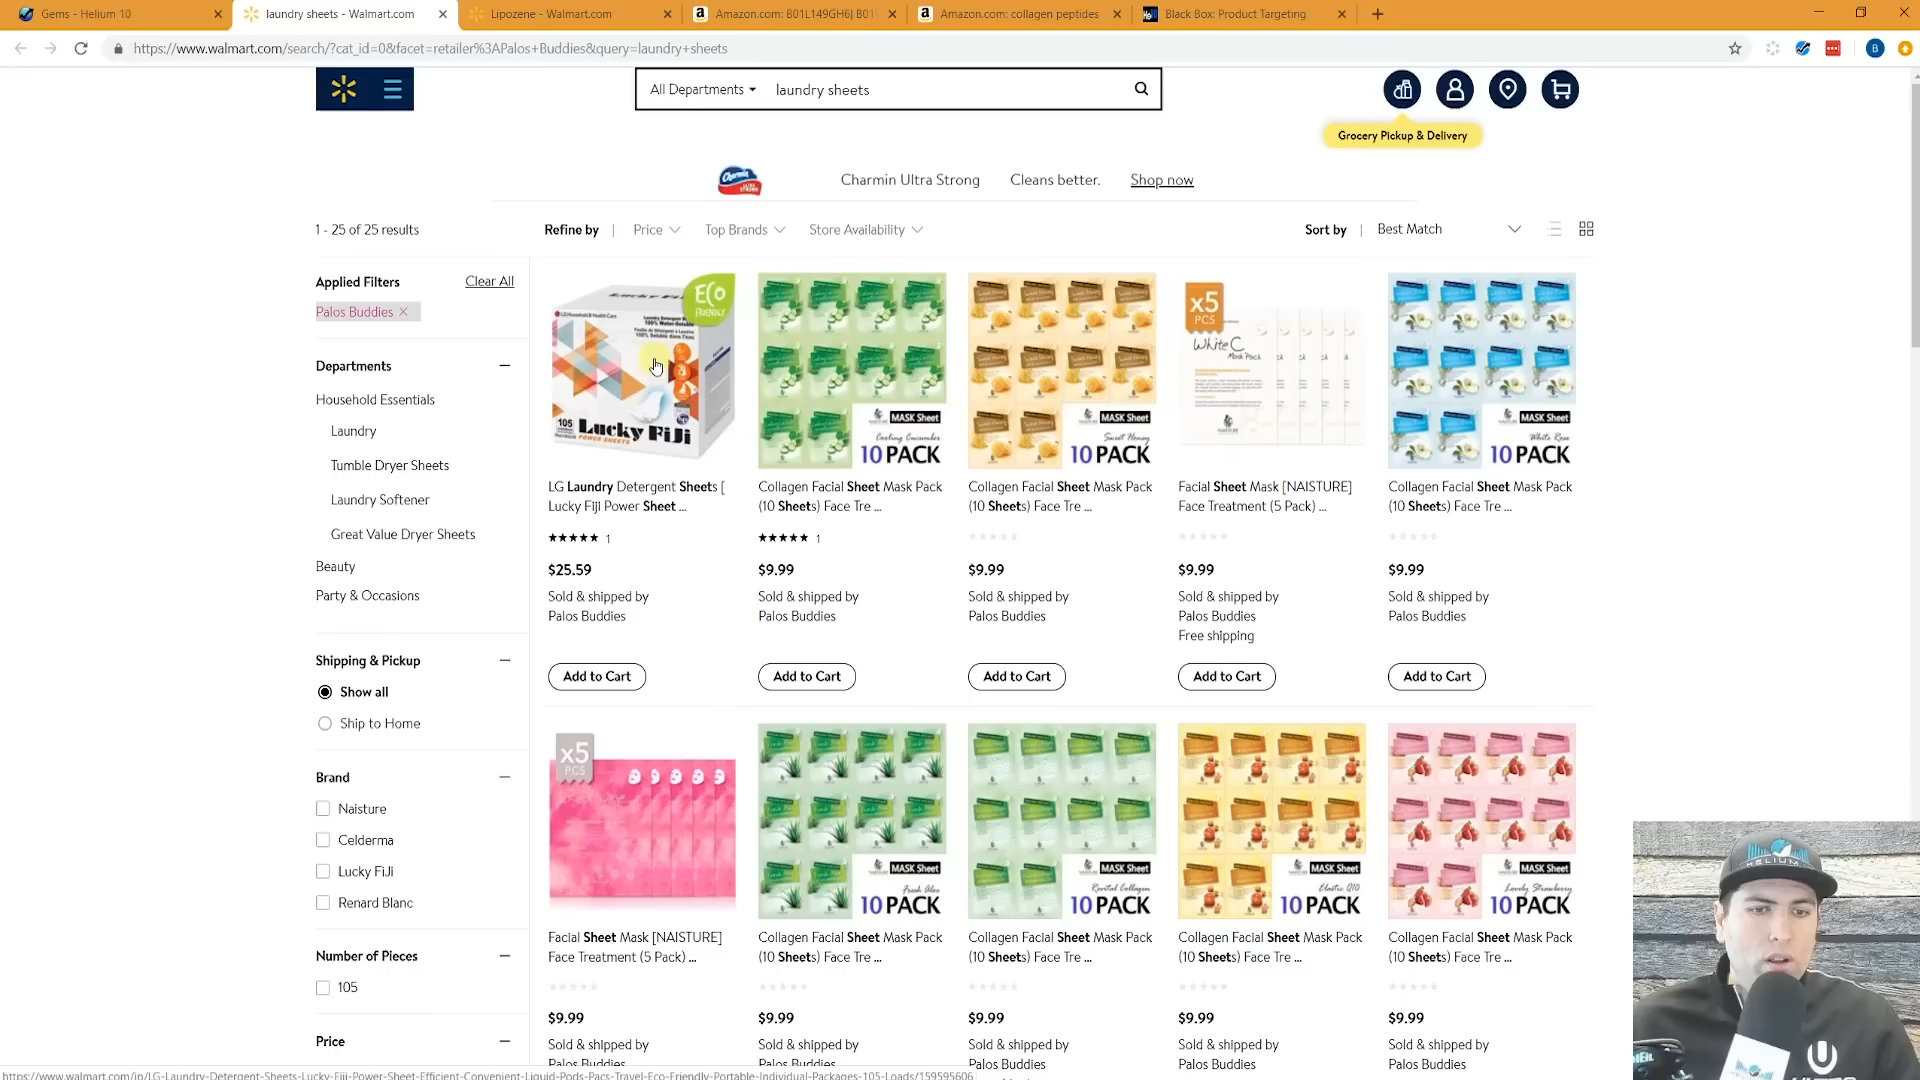 Gems - Helium 10
laundry sheets - Walmart.com
Lipozene - Walmart.com
Amazon.com: B01L149GH6| B01
Amazon.com: collagen peptides
Black Box: Product Targeting
https://www.walmart.com/search/?cat_id=0&facet=retailer%3APalos+Buddies&query=laundry+sheets
All Departments
laundry sheets
Grocery Pickup & Delivery
Charmin Ultra Strong
Cleans better.
Shop now
1 - 25 of 25 results
Refine by | Price Top Brands Store Availability
Sort by | Best Match
Applied Filters
Clear All
Palos Buddies
Departments
Household Essentials
Laundry
Tumble Dryer Sheets
Laundry Softener
Great Value Dryer Sheets
Beauty
Party & Occasions
Shipping & Pickup
Show all
Ship to Home
Brand
Naisture
Celderma
Lucky FiJi
Renard Blanc
Number of Pieces
105
Price
ECO
FRIENDLY
105
Lucky FiJi
POWER SHEETS
LG Laundry Detergent Sheets [
Lucky Fiji Power Sheet ...
1
$25.59
Sold & shipped by
Palos Buddies
Add to Cart
MASK Sheet
Cooling Cucumber
10 PACK
Collagen Facial Sheet Mask Pack
(10 Sheets) Face Tre ...
1
$9.99
Sold & shipped by
Palos Buddies
Add to Cart
MASK Sheet
Sweet Honey
10 PACK
Collagen Facial Sheet Mask Pack
(10 Sheets) Face Tre ...
$9.99
Sold & shipped by
Palos Buddies
Add to Cart
x5
PCS
White C
Mask Pack
Facial Sheet Mask [NAISTURE]
Face Treatment (5 Pack) ...
$9.99
Sold & shipped by
Palos Buddies
Free shipping
Add to Cart
MASK Sheet
White Rose
10 PACK
Collagen Facial Sheet Mask Pack
(10 Sheets) Face Tre ...
$9.99
Sold & shipped by
Palos Buddies
Add to Cart
x5
PCS
Facial Sheet Mask [NAISTURE]
Face Treatment (5 Pack) ...
$9.99
Sold & shipped by
Palos Buddies
MASK Sheet
Fresh Aloe
10 PACK
Collagen Facial Sheet Mask Pack
(10 Sheets) Face Tre ...
$9.99
Sold & shipped by
Palos Buddies
MASK Sheet
Revital Collagen
10 PACK
Collagen Facial Sheet Mask Pack
(10 Sheets) Face Tre ...
$9.99
Sold & shipped by
Palos Buddies
MASK Sheet
Elastic Q10
10 PACK
Collagen Facial Sheet Mask Pack
(10 Sheets) Face Tre ...
$9.99
Sold & shipped by
Palos Buddies
MASK Sheet
Lovely Strawberry
10 PACK
Collagen Facial Sheet Mask Pack
(10 Sheets) Face Tre ...
$9.99
Sold & shipped by
Palos Buddies
HELIUM
https://www.walmart.com/ip/LG-Laundry-Detergent-Sheets-Lucky-Fiji-Power-Sheet-Efficient-Convenient-Liquid-Pods-Pacs-Travel-Eco-Friendly-Portable-Individual-Packages-105-Loads/159595606